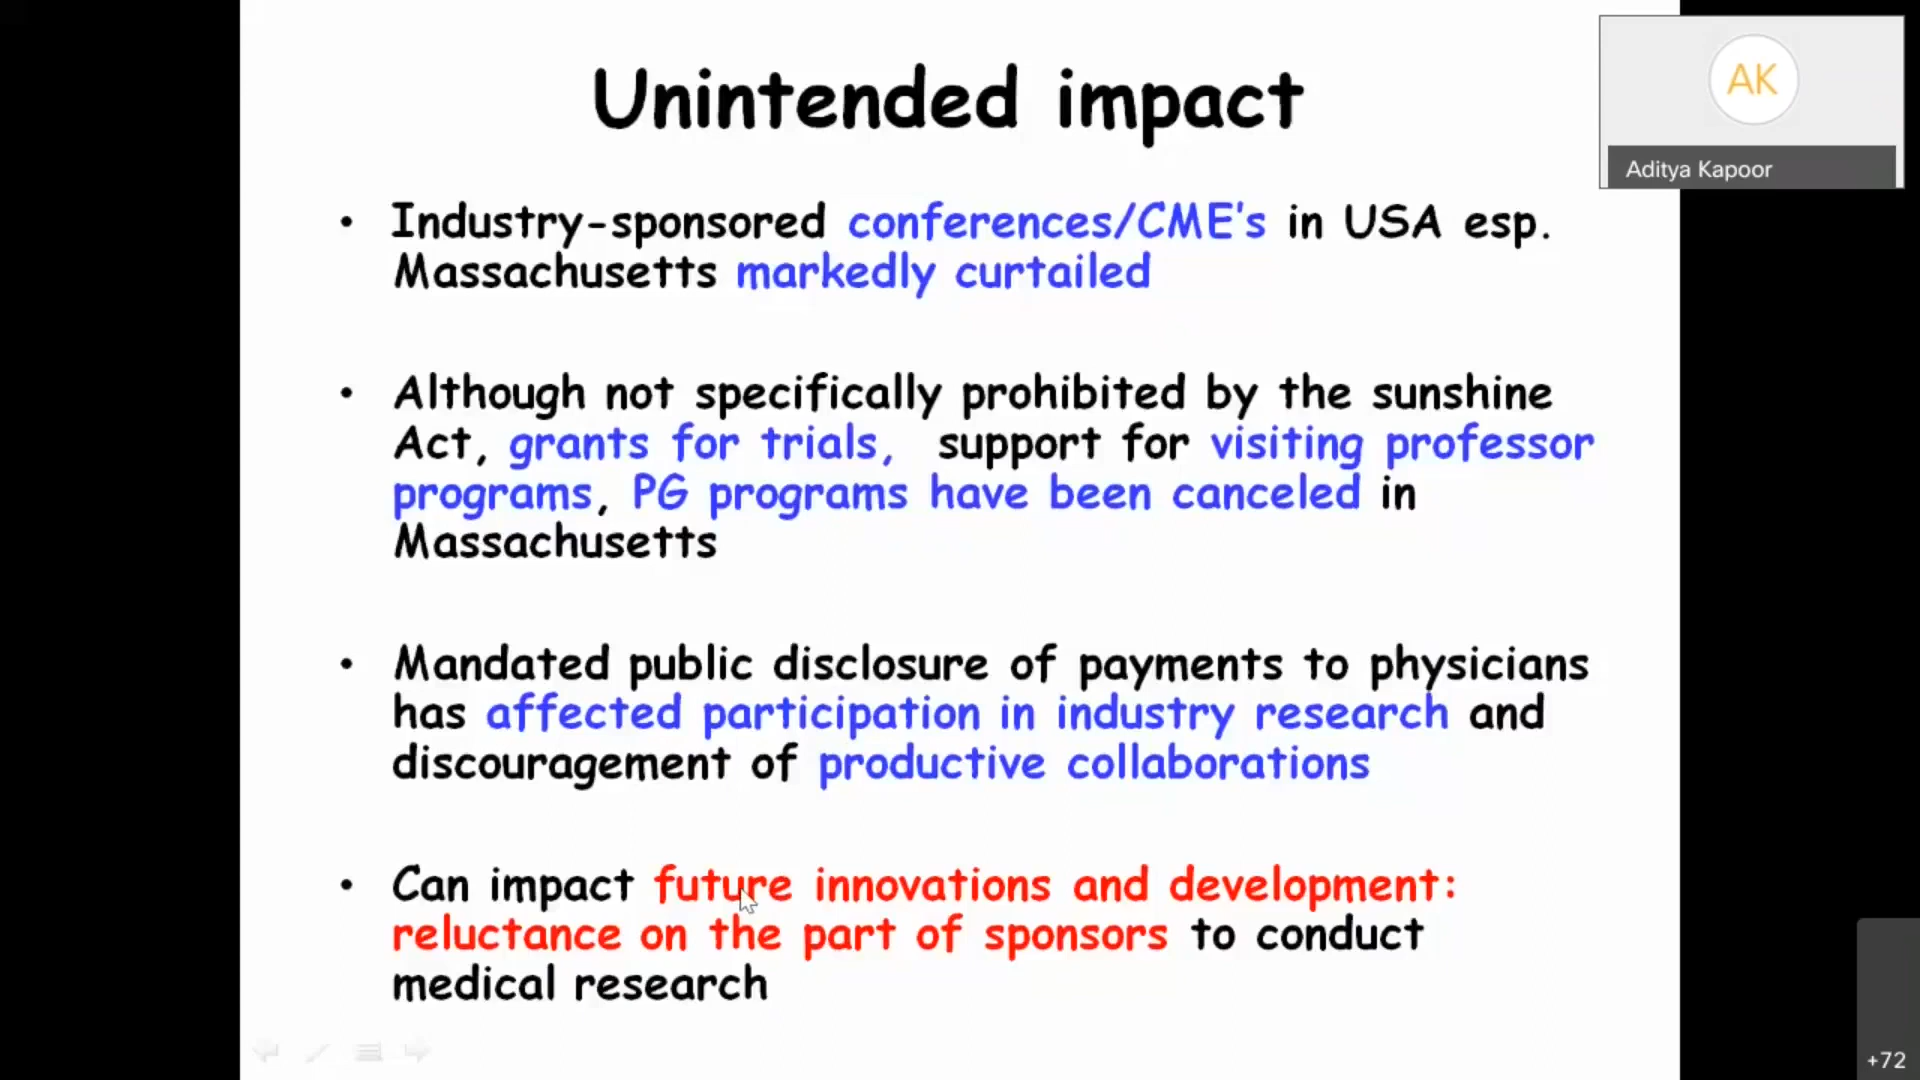 Unintended impact
AK
Aditya Kapoor
• Industry-sponsored conferences/CME's in USA esp.
Massachusetts markedly curtailed
• Although not specifically prohibited by the sunshine
Act, grants for trials, support for visiting professor
programs, PG programs have been canceled in
Massachusetts
• Mandated public disclosure of payments to physicians
has affected participation in industry research and
discouragement of productive collaborations
• Can impact future innovations and development:
reluctance on the part of sponsors to conduct
medical research
+72